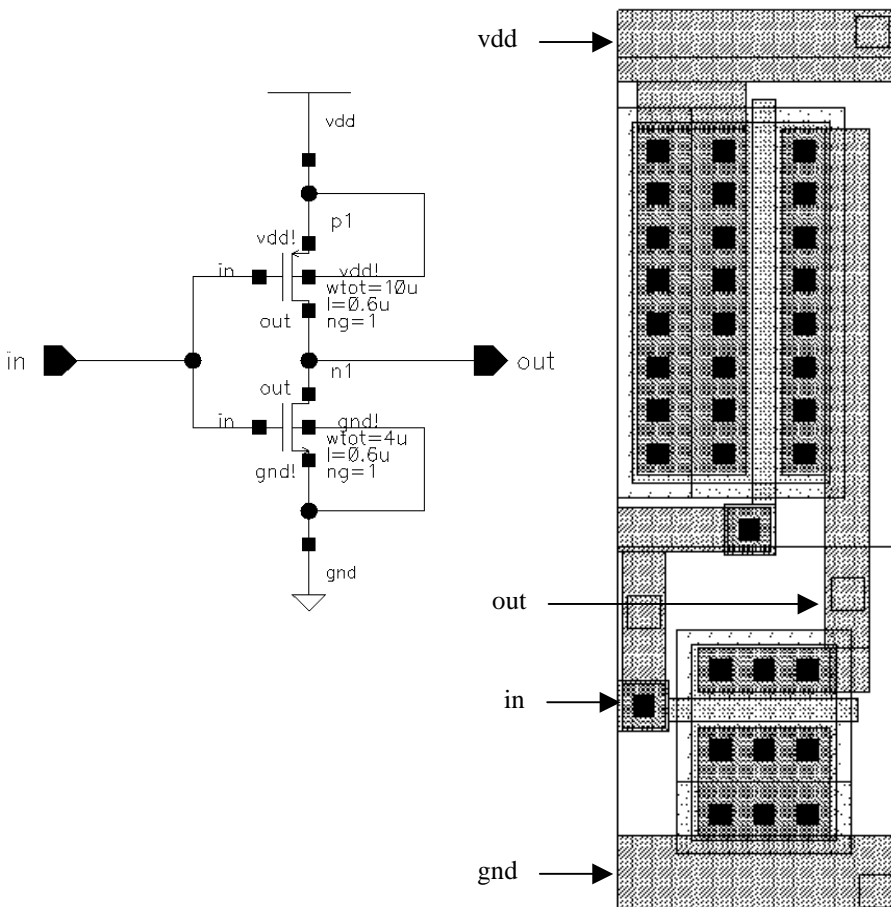 vdd
p1
vdd!
in
vdd!
wtot=10u
l=0.6u
out
ng=1
in
out
n1
out
in
gnd!
wtot=4u
l=0.6u
gnd!
ng=1
gnd
vdd
out
in
gnd